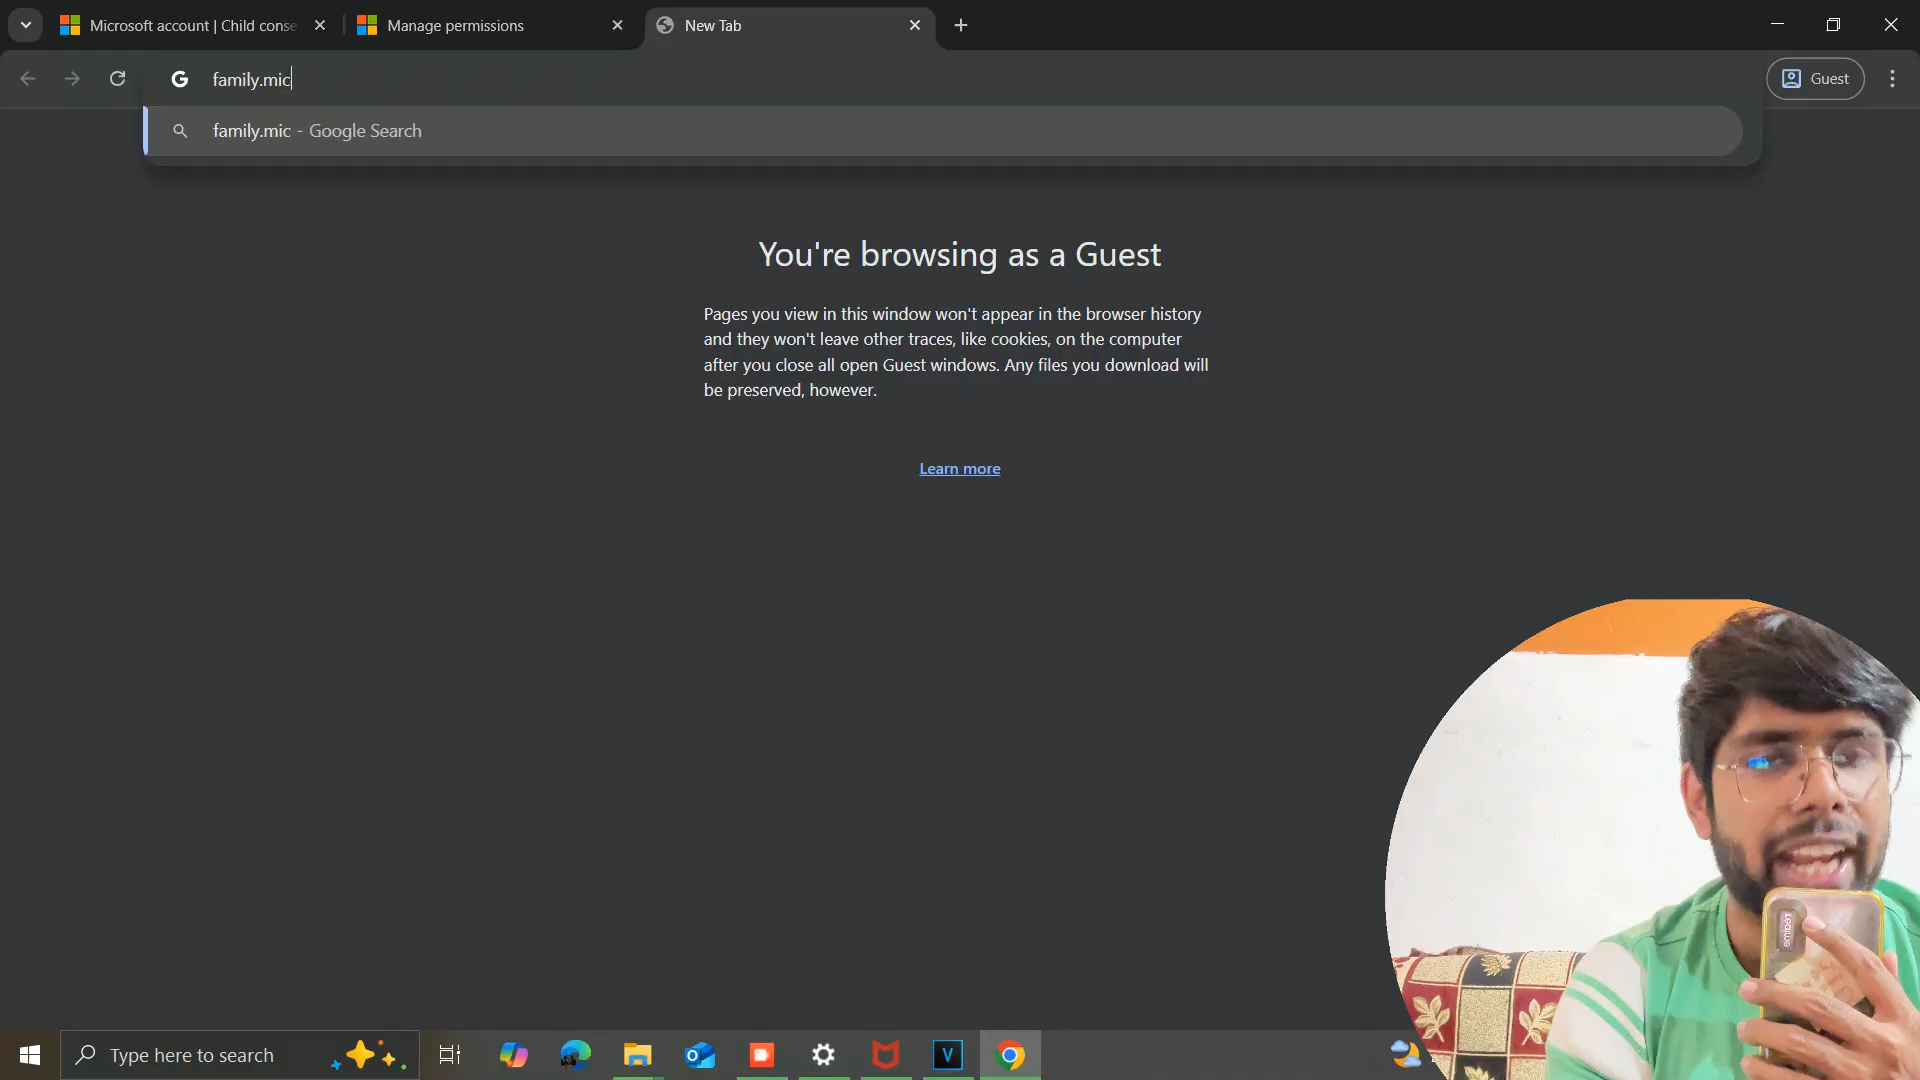 Microsoft account | Child conse
Manage permissions
New Tab
family.mic
Guest
family.mic - Google Search
You're browsing as a Guest
Pages you view in this window won't appear in the browser history
and they won't leave other traces, like cookies, on the computer
after you close all open Guest windows. Any files you download will
be preserved, however.
Learn more
realme
Type here to search
V